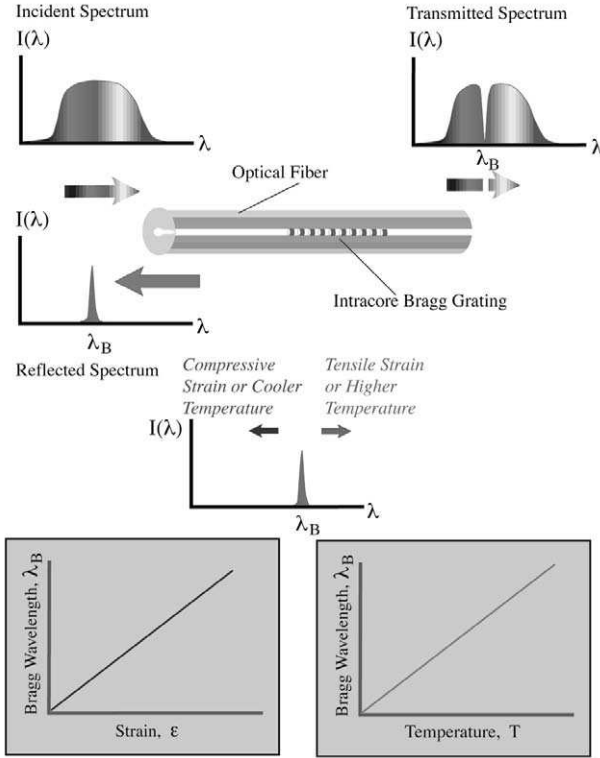 Incident Spectrum
Transmitted Spectrum
I(λ)
I(λ)
λ
λ
λB
Optical Fiber
I(λ)
Intracore Bragg Grating
λ
λB
Reflected Spectrum
Compressive
Strain or Cooler
Temperature
Tensile Strain
or Higher
Temperature
I(λ)
λ
λB
Bragg Wavelength, λB
Strain, ε
Bragg Wavelength, λB
Temperature, T